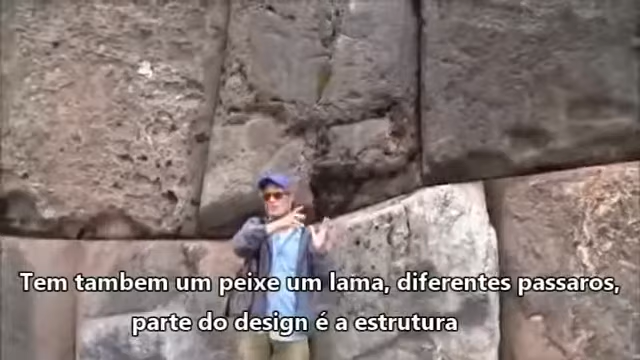 Tem tambem um peixe um lama, diferentes passaros,
parte do design é a estrutura